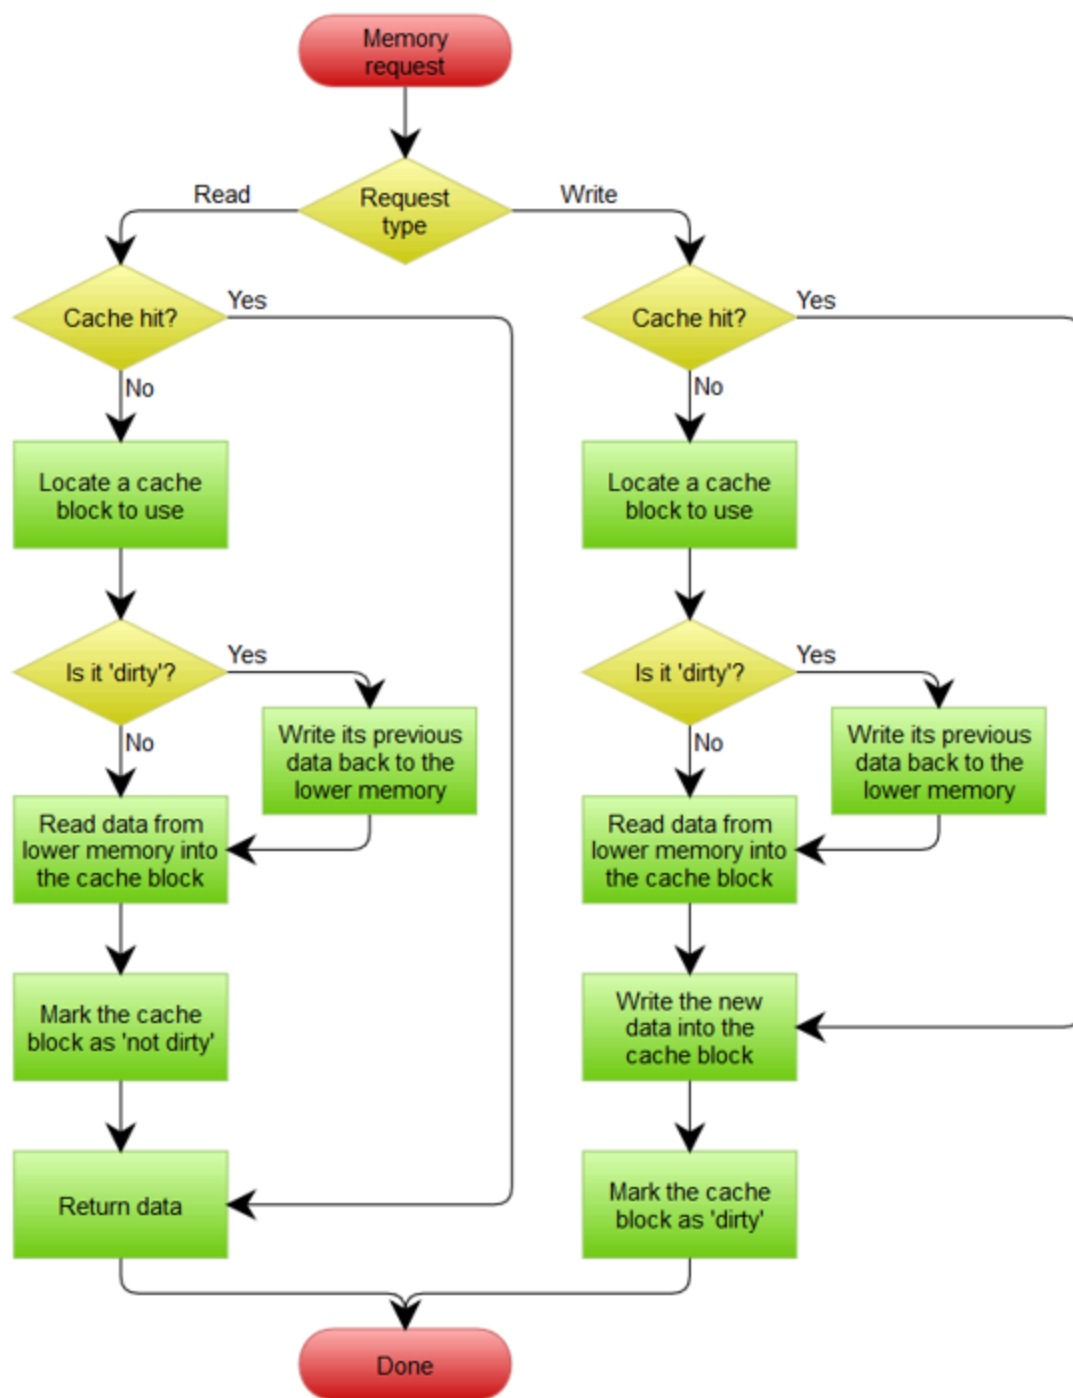 Memory
request
Request
type
Read
Write
Cache hit?
Yes
No
Locate a cache
block to use
Is it 'dirty'?
Yes
No
Write its previous
data back to the
lower memory
Read data from
lower memory into
the cache block
Mark the cache
block as 'not dirty'
Return data
Cache hit?
Yes
No
Locate a cache
block to use
Is it 'dirty'?
Yes
No
Write its previous
data back to the
lower memory
Read data from
lower memory into
the cache block
Write the new
data into the
cache block
Mark the cache
block as 'dirty'
Done